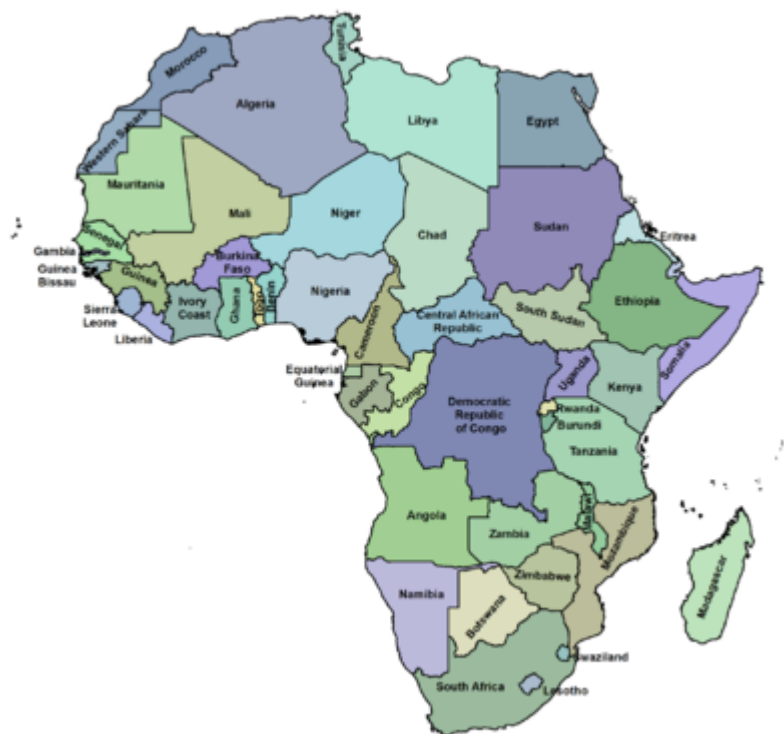 Tunisia
Morocco
Algeria
Libya
Egypt
Western Sahara
Mauritania
Mali
Niger
Chad
Sudan
Eritrea
Senegal
Gambia
Guinea
Bissau
Guinea
Burkina
Faso
Benin
Togo
Ghana
Ivory
Coast
Sierra
Leone
Liberia
Nigeria
Cameroon
Central African
Republic
South Sudan
Ethiopia
Somalia
Equatorial
Guinea
Gabon
Congo
Democratic
Republic
of Congo
Uganda
Kenya
Rwanda
Burundi
Tanzania
Angola
Zambia
Malawi
Mozambique
Zimbabwe
Namibia
Botswana
Madagascar
Swaziland
South Africa
Lesotho